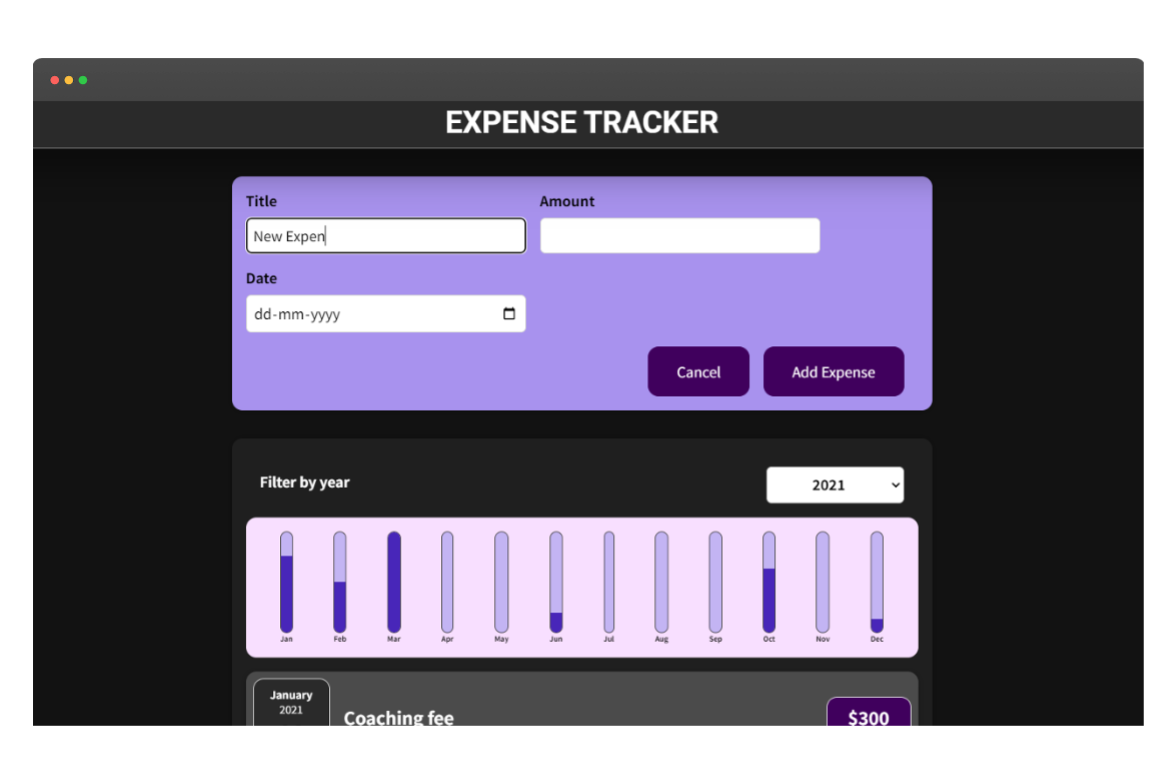 EXPENSE TRACKER
Title
Amount
New Expen
Date
dd-mm-yyyy
Cancel
Add Expense
Filter by year
2021
Jan Feb Mar Apr May Jun Jul Aug Sep Oct Nov Dec
January
2021
Coaching fee
$300